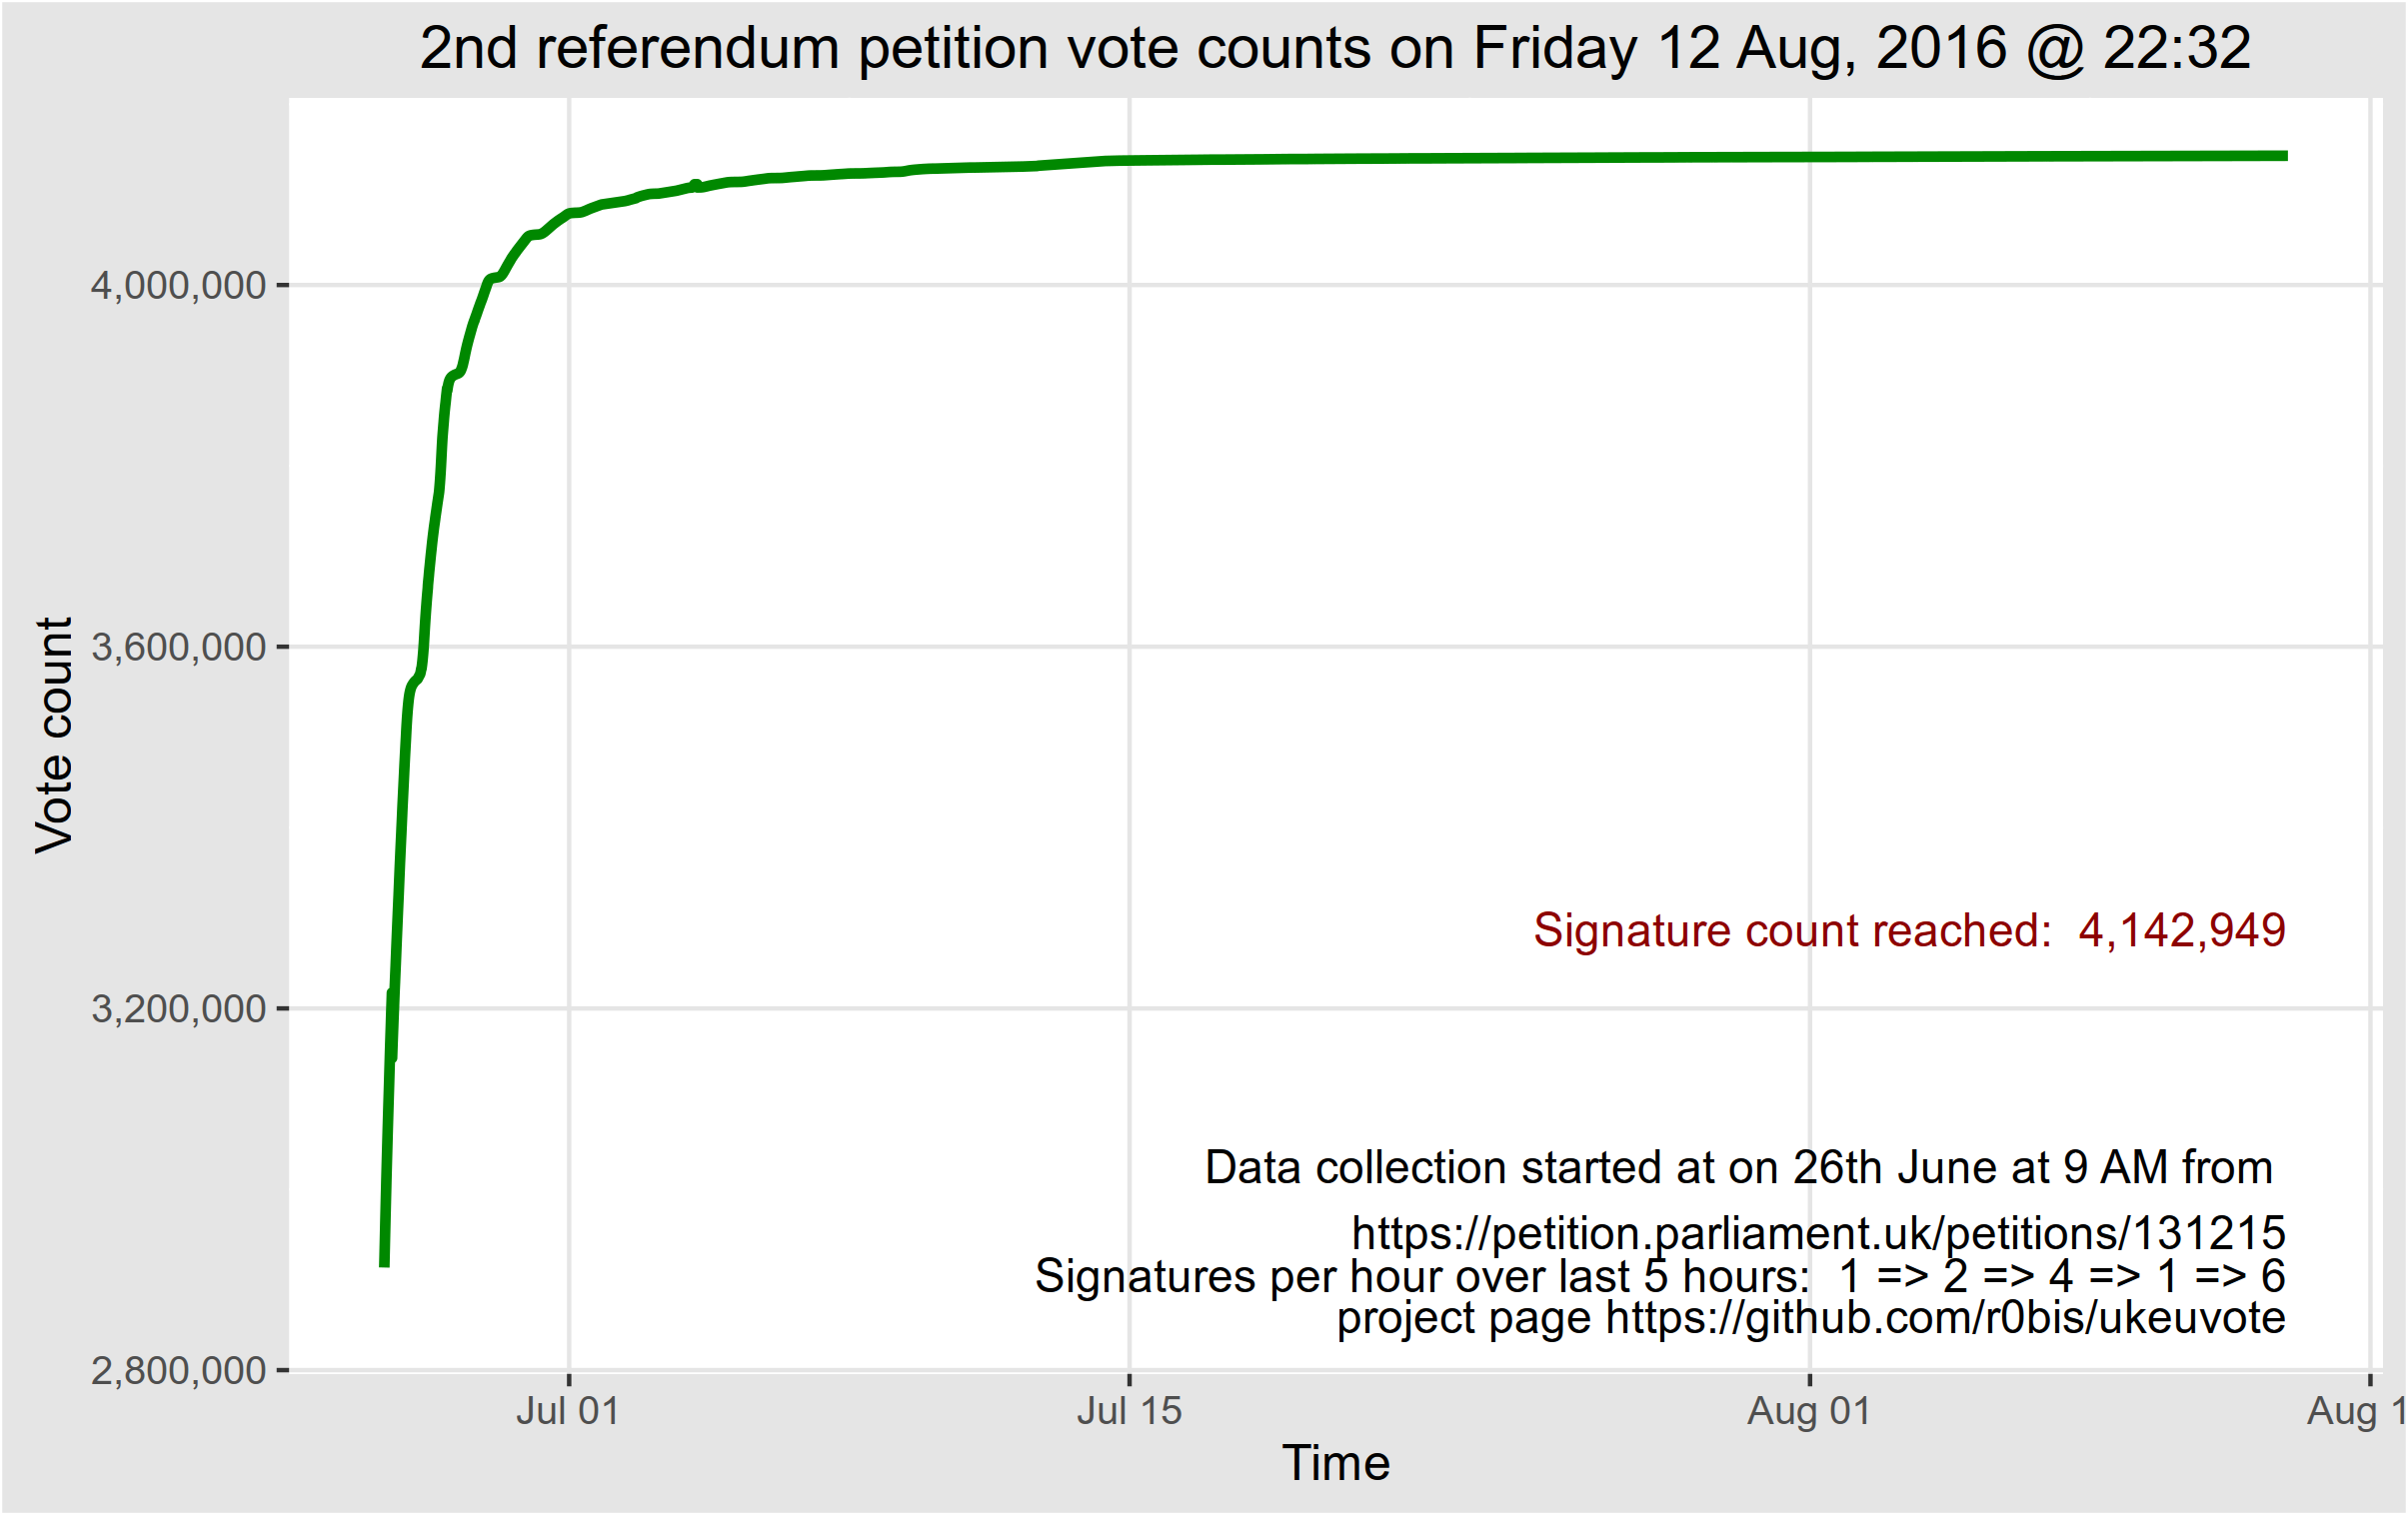 2nd referendum petition vote counts on Friday 12 Aug, 2016 @ 22:32
Vote count
4,000,000
3,600,000
3,200,000
2,800,000
Signature count reached:  4,142,949
Data collection started at on 26th June at 9 AM from
https://petition.parliament.uk/petitions/131215
Signatures per hour over last 5 hours:  1 => 2 => 4 => 1 => 6
project page https://github.com/r0bis/ukeuvote
Jul 01
Jul 15
Aug 01
Aug 1
Time